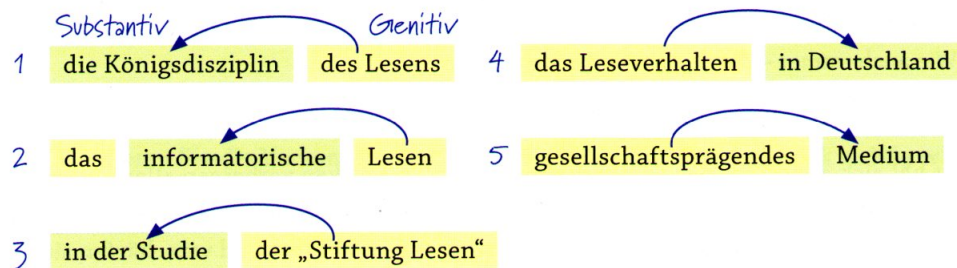 Substantiv Genitiv
1 die Königsdisziplin des Lesens
2 das informatorische Lesen
3 in der Studie der „Stiftung Lesen“
4 das Leseverhalten in Deutschland
5 gesellschaftsprägendes Medium